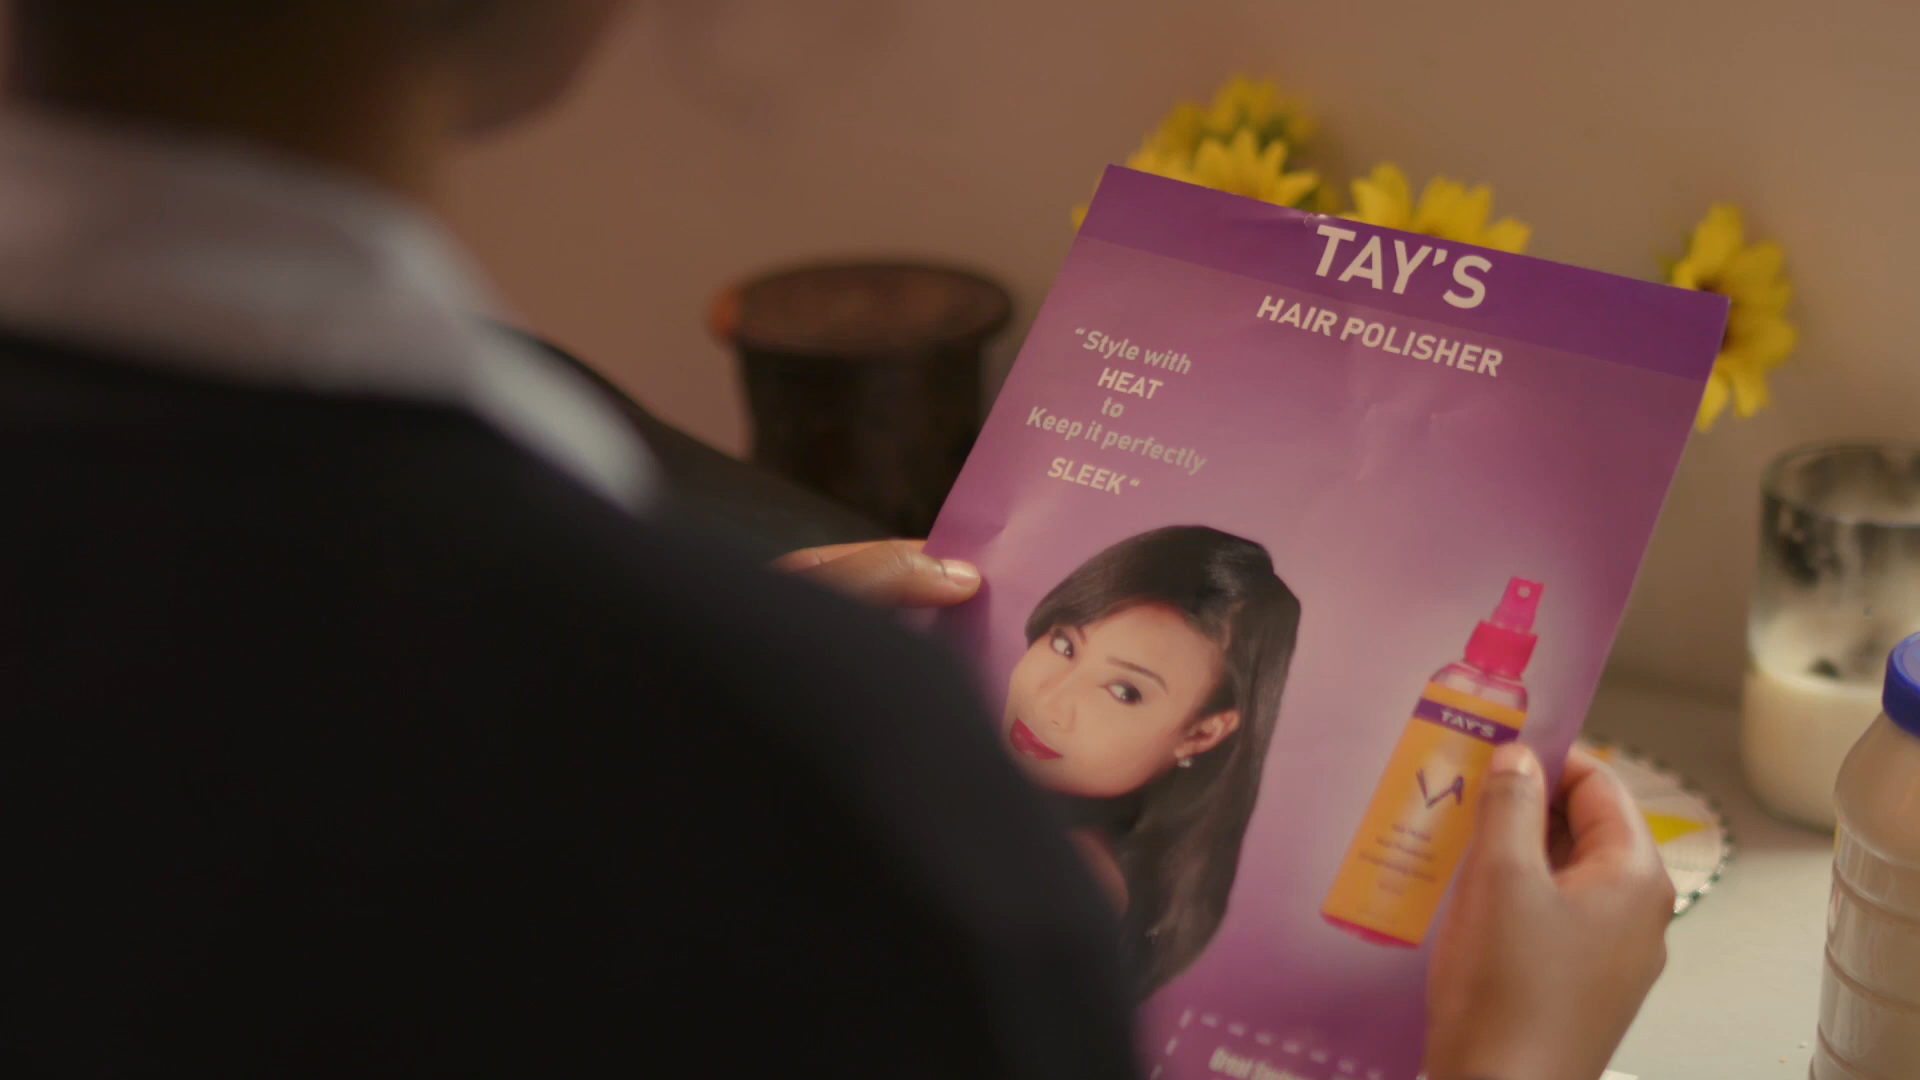 TAY'S
HAIR POLISHER
"Style with
HEAT
to
Keep it perfectly
SLEEK"
TAY'S